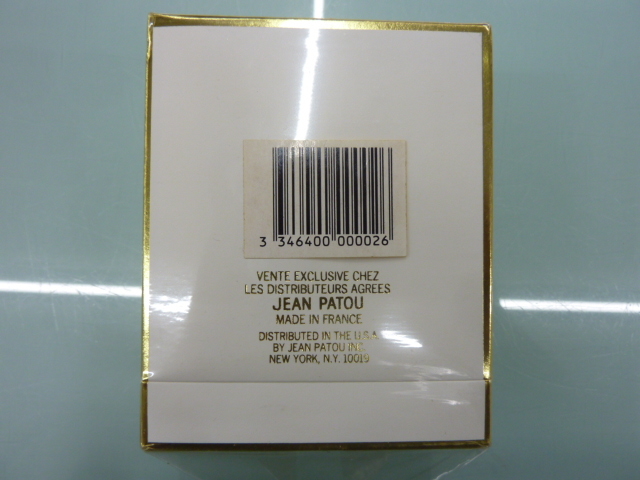 3 346400 000026
VENTE EXCLUSIVE CHEZ
LES DISTRIBUTEURS AGREES
JEAN PATOU
MADE IN FRANCE
DISTRIBUTED IN THE U.S.A
BY JEAN PATOU INC.
NEW YORK, N.Y. 10019